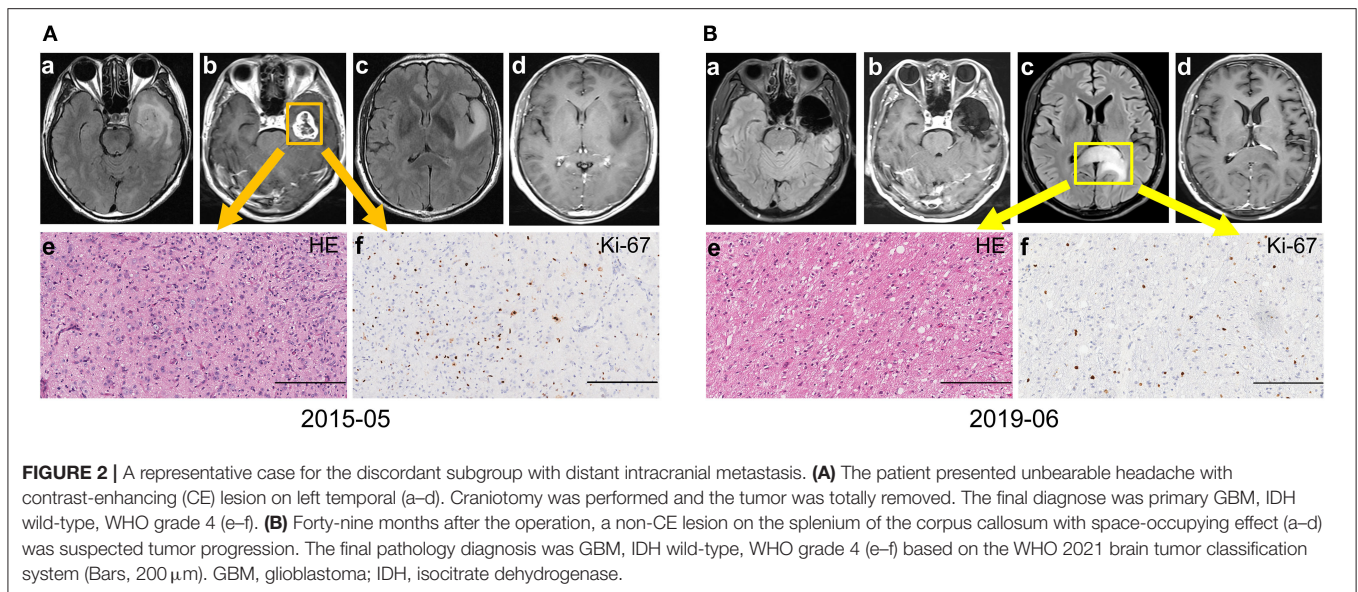 A
B
a
b
c
d
a
b
c
d
e
HE
f
Ki-67
e
HE
f
Ki-67
2015-05
2019-06
FIGURE 2 | A representative case for the discordant subgroup with distant intracranial metastasis. (A) The patient presented unbearable headache with
contrast-enhancing (CE) lesion on left temporal (a–d). Craniotomy was performed and the tumor was totally removed. The final diagnose was primary GBM, IDH
wild-type, WHO grade 4 (e–f). (B) Forty-nine months after the operation, a non-CE lesion on the splenium of the corpus callosum with space-occupying effect (a–d)
was suspected tumor progression. The final pathology diagnosis was GBM, IDH wild-type, WHO grade 4 (e–f) based on the WHO 2021 brain tumor classification
system (Bars, 200 μm). GBM, glioblastoma; IDH, isocitrate dehydrogenase.